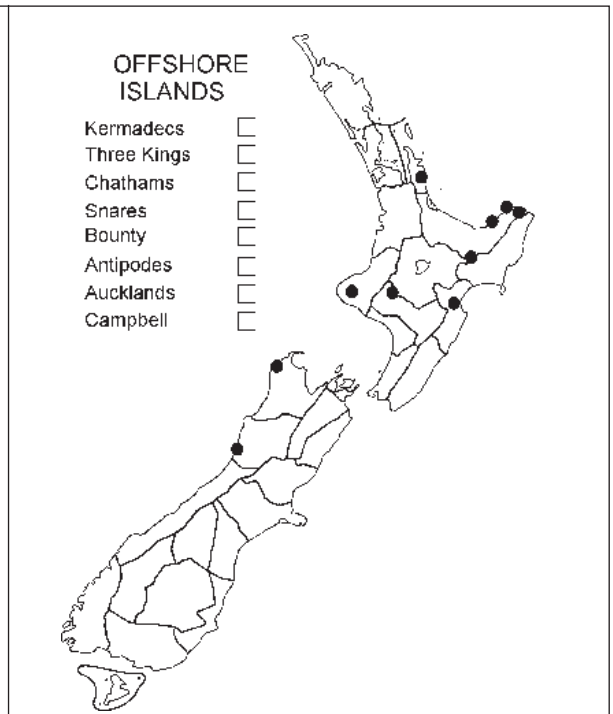 OFFSHORE
ISLANDS
Kermadecs
Three Kings
Chathams
Snares
Bounty
Antipodes
Aucklands
Campbell